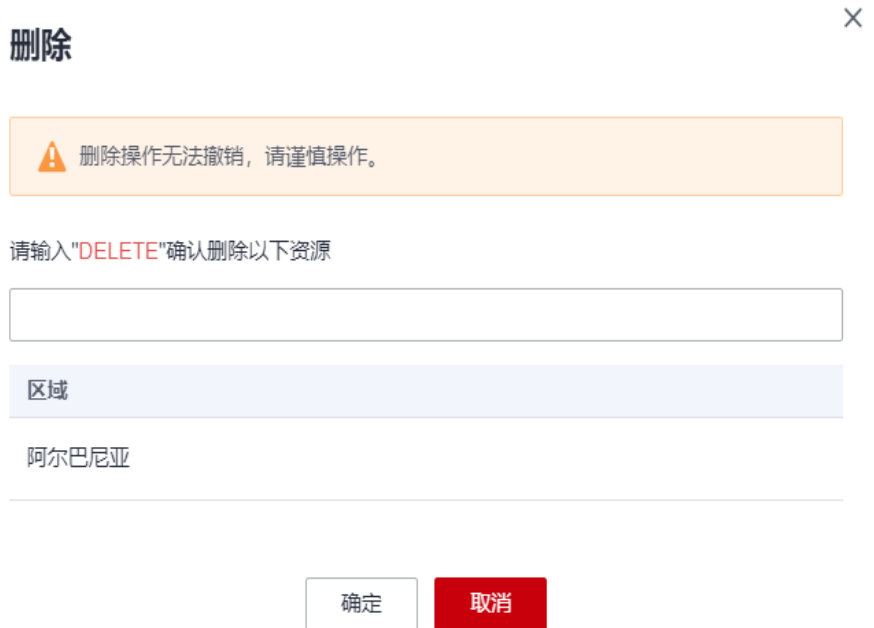 删除
删除操作无法撤销，请谨慎操作。
请输入"DELETE"确认删除以下资源
区域
阿尔巴尼亚
确定
取消